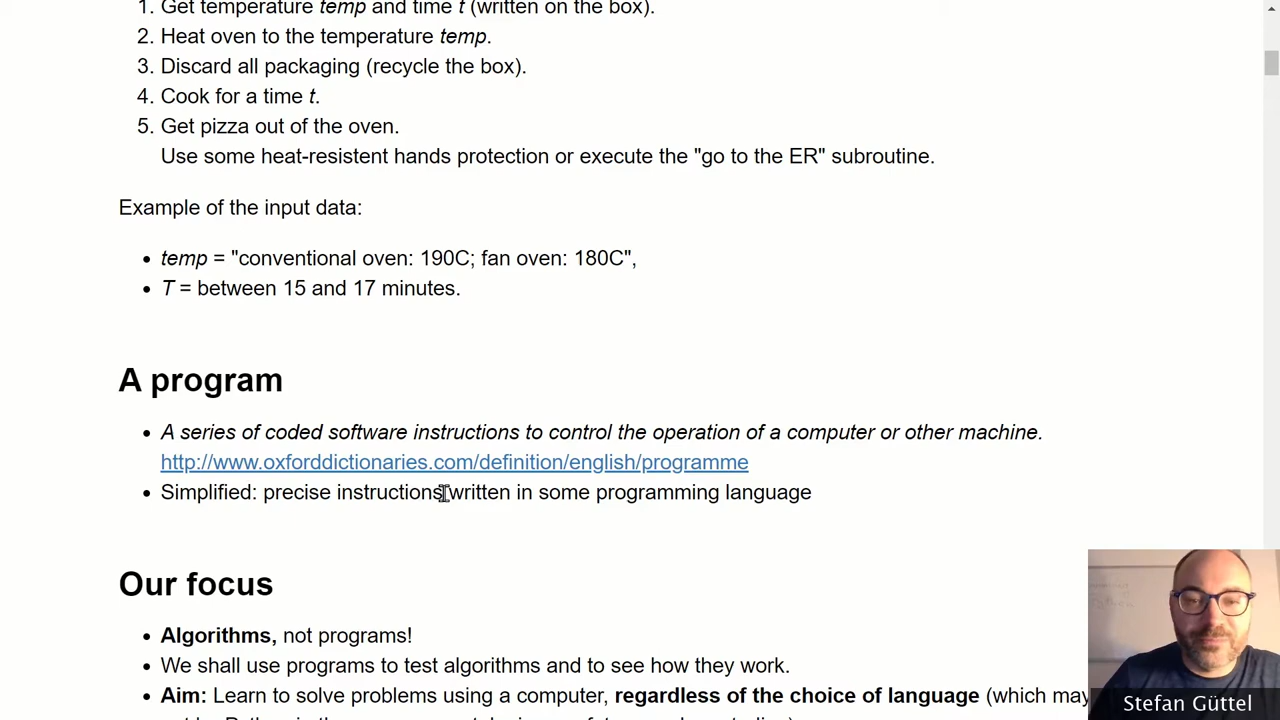 1. Get temperature temp and time t (written on the box).
2. Heat oven to the temperature temp.
3. Discard all packaging (recycle the box).
4. Cook for a time t.
5. Get pizza out of the oven.
Use some heat-resistent hands protection or execute the "go to the ER" subroutine.
Example of the input data:
• temp = "conventional oven: 190C; fan oven: 180C",
• T = between 15 and 17 minutes.
A program
• A series of coded software instructions to control the operation of a computer or other machine.
http://www.oxforddictionaries.com/definition/english/programme
• Simplified: precise instructions written in some programming language
Our focus
• Algorithms, not programs!
• We shall use programs to test algorithms and to see how they work.
• Aim: Learn to solve problems using a computer, regardless of the choice of language (which may
Stefan Güttel